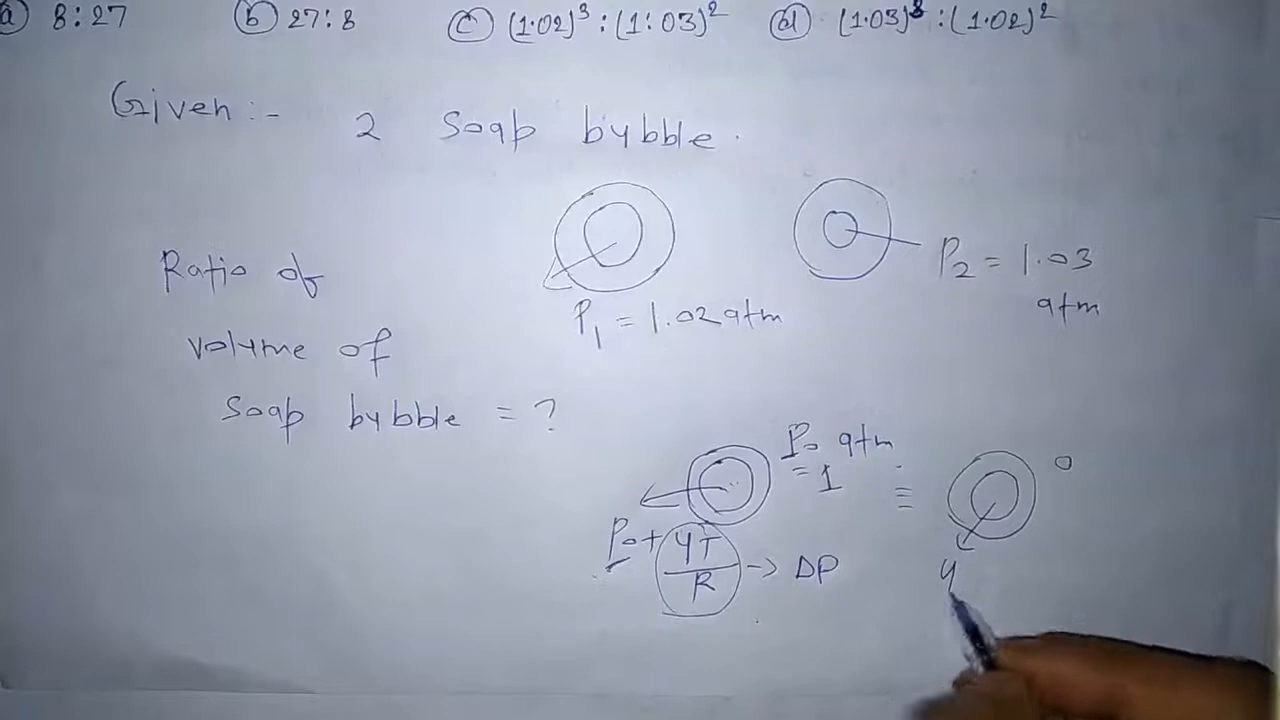 (a) 8:27 (b) 27:8 (c) (1.02)³ : (1:03)² (d) (1.03)³ : (1.02)²
Given :- 2 Soap bubble.
Ratio of
volume of
Soap bubble = ?
P₁ = 1.02 atm
P₂ = 1.03
atm
P₀ atm
= 1
≡
0
P₀ + 4T/R → ΔP
4